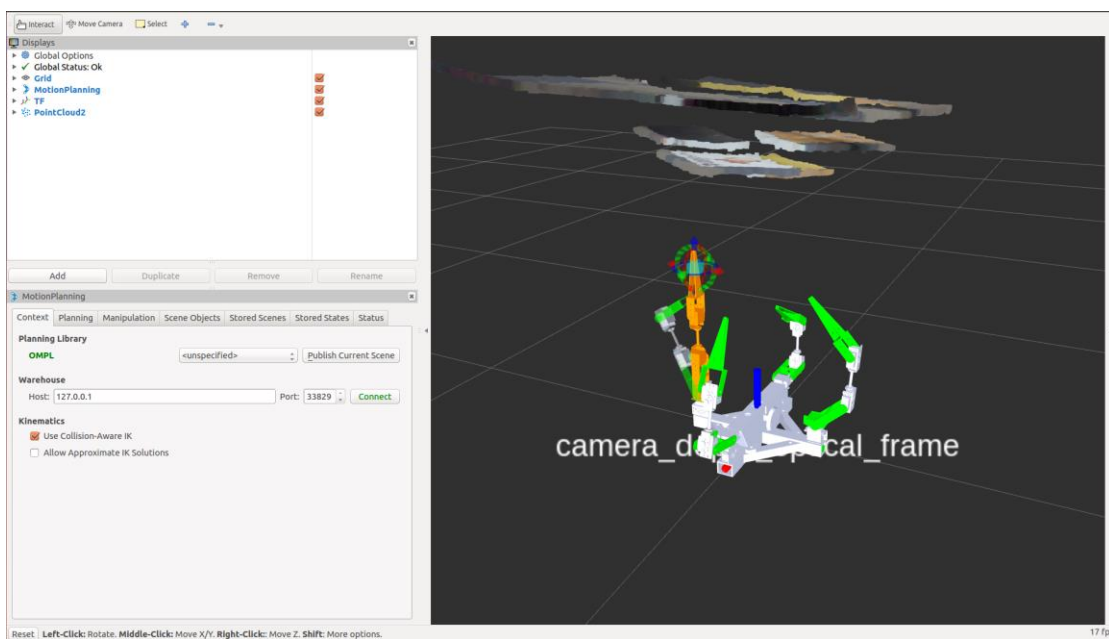 Interact Move Camera Select
Displays
Global Options
Global Status: Ok
Grid
MotionPlanning
TF
PointCloud2
Add Duplicate Remove Rename
MotionPlanning
Context Planning Manipulation Scene Objects Stored Scenes Stored States Status
Planning Library
OMPL <unspecified> Publish Current Scene
Warehouse
Host: 127.0.0.1 Port: 33829 Connect
Kinematics
Use Collision-Aware IK
Allow Approximate IK Solutions
Reset Left-Click: Rotate. Middle-Click: Move X/Y. Right-Click: Move Z. Shift: More options.